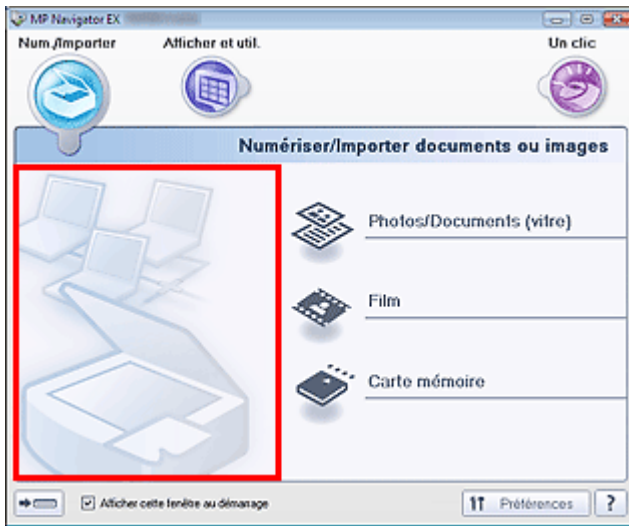 MP Navigator EX
Num./Importer Afficher et util. Un clic
Numériser/Importer documents ou images
Photos/Documents (vitre)
Film
Carte mémoire
Afficher cette fenêtre au démarrage
Préférences ?